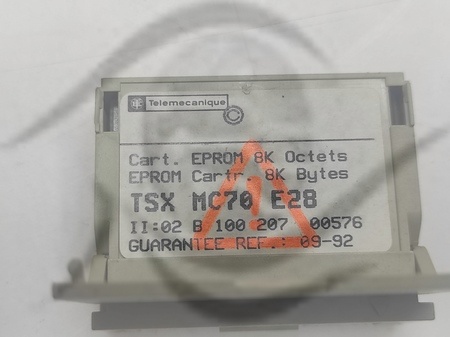 Telemecanique
Cart. EPROM 8K Octets
EPROM Cartr. 8K Bytes
TSX MC70 E28
II:02 B 100 207 00576
GUARANTEE REF.: 09-92